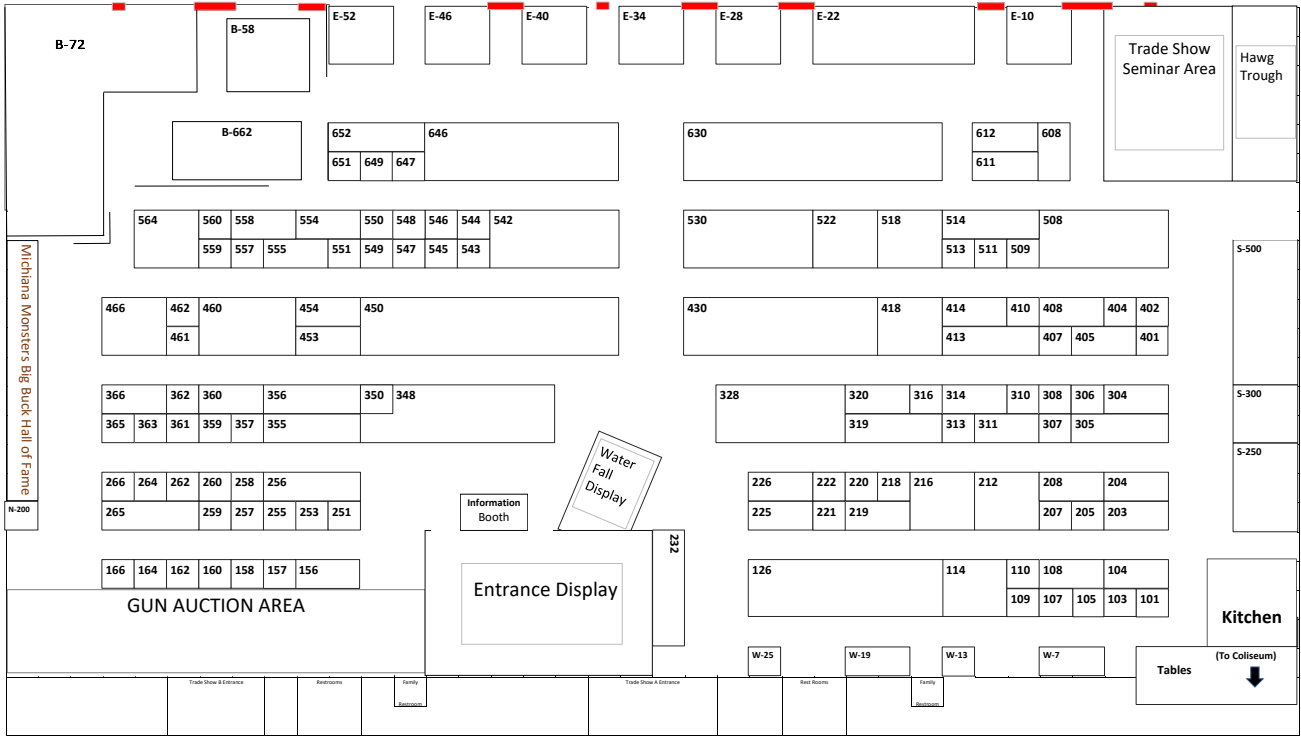 E-52 E-46 E-40 E-34 E-28 E-22 E-10
B-72
B-58
Trade Show
Seminar Area
Hawg
Trough
B-662
652 646 630 612 608
651 649 647 611
564 560 558 554 550 548 546 544 542 530 522 518 514 508
559 557 555 551 549 547 545 543 513 511 509
Michiana Monsters Big Buck Hall of Fame
S-500
466 462 460 454 450 430 418 414 410 408 404 402
461 453 413 407 405 401
366 362 360 356 350 348 328 320 316 314 310 308 306 304
S-300
365 363 361 359 357 355 319 313 311 307 305
S-250
Water
Fall
Display
266 264 262 260 258 256 226 222 220 218 216 212 208 204
N-200
265 259 257 255 253 251 225 221 219 207 205 203
Information
Booth
232
166 164 162 160 158 157 156 126 114 110 108 104
109 107 105 103 101
GUN AUCTION AREA
Entrance Display
Kitchen
W-25 W-19 W-13 W-7
(To Coliseum)
Tables
Trade Show B Entrance
Restrooms
Family
Restroom
Trade Show A Entrance
Rest Rooms
Family
Restroom